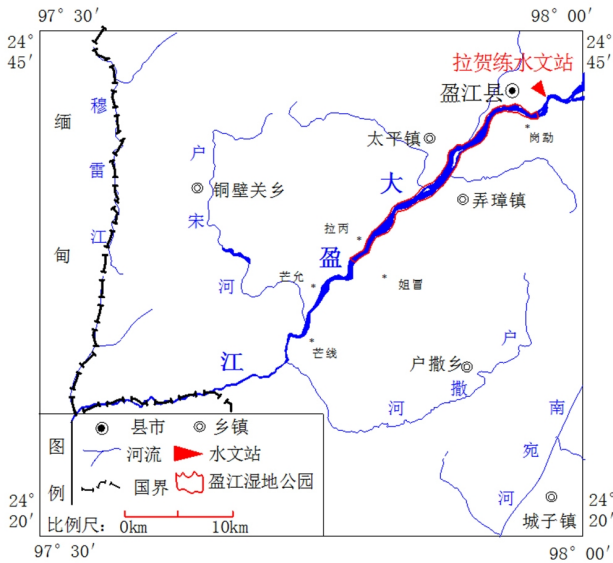 97° 30′
98° 00′
24°
45′
24°
45′
拉贺练水文站
盈江县
缅
甸
穆
雷
江
户
宋
河
太平镇
岗勐
铜壁关乡
大
盈
江
弄璋镇
拉丙
芒允
姐冒
芒线
户撒乡
户
撒
河
南
宛
河
城子镇
图
例
县市
乡镇
河流
水文站
国界
盈江湿地公园
比例尺：
0km
10km
24°
20′
24°
20′
97° 30′
98° 00′